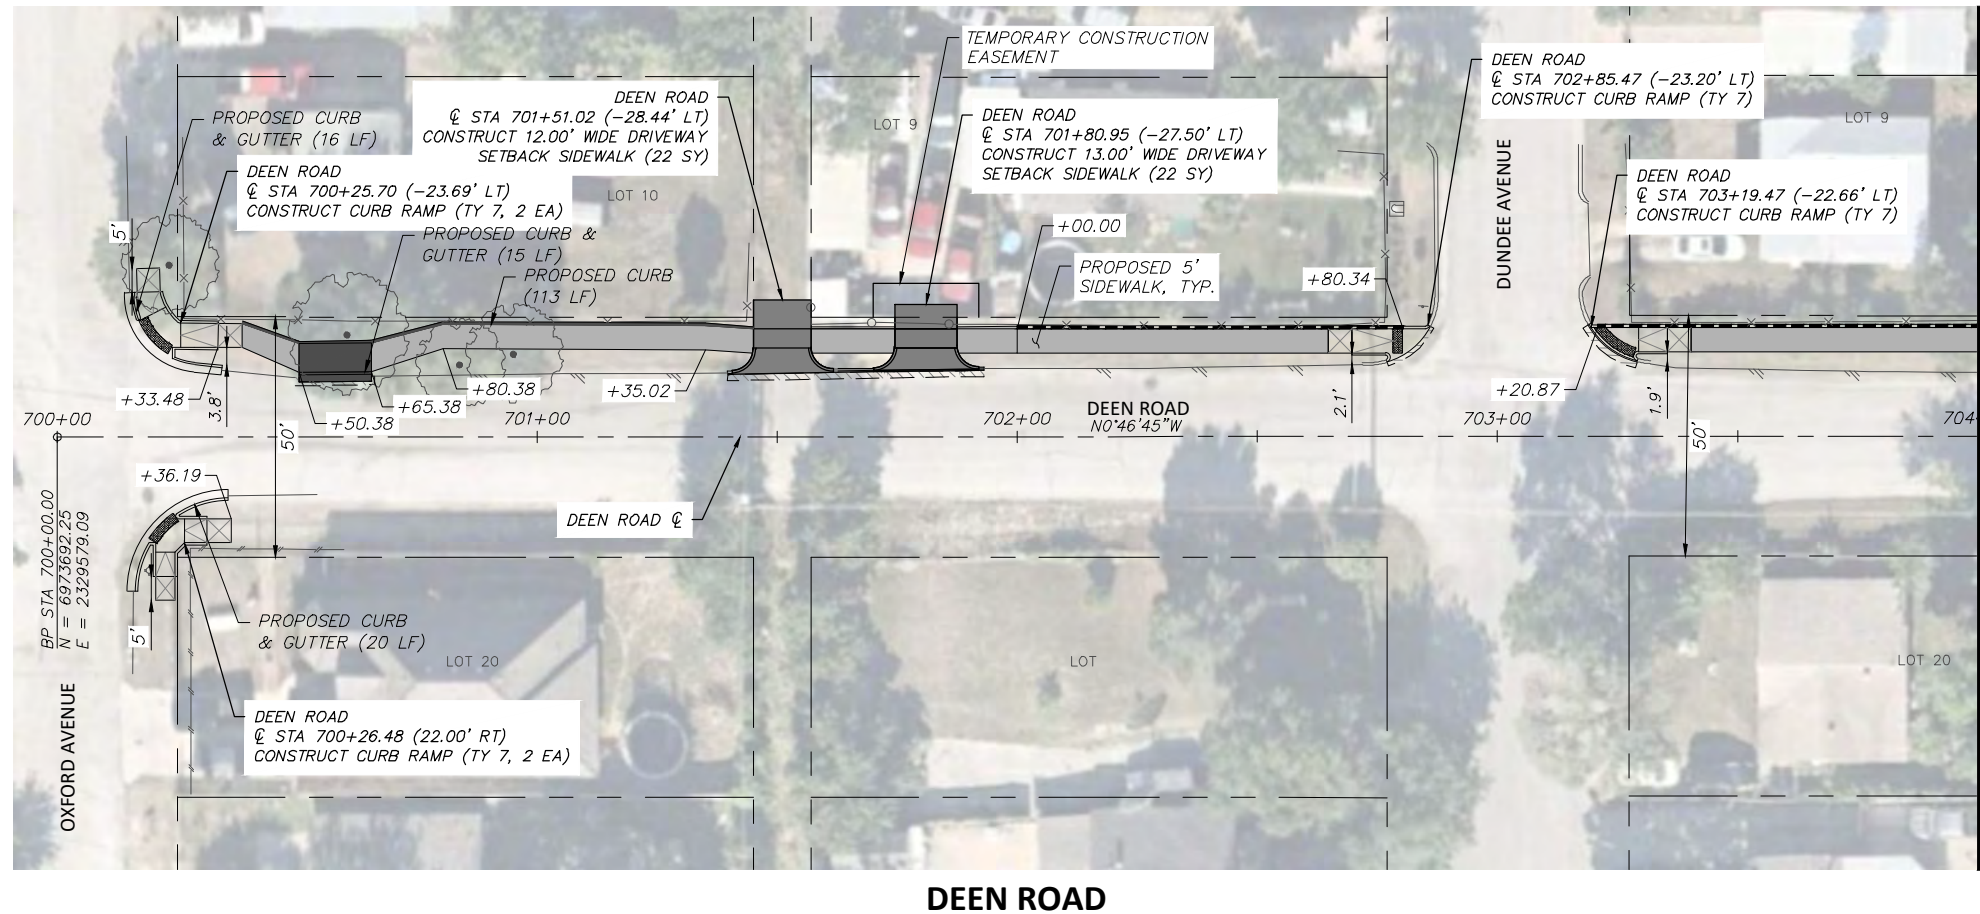 TEMPORARY CONSTRUCTION
EASEMENT
DEEN ROAD
℄ STA 702+85.47 (-23.20' LT)
CONSTRUCT CURB RAMP (TY 7)
DEEN ROAD
℄ STA 701+51.02 (-28.44' LT)
CONSTRUCT 12.00' WIDE DRIVEWAY
SETBACK SIDEWALK (22 SY)
PROPOSED CURB
& GUTTER (16 LF)
LOT 9
DEEN ROAD
℄ STA 701+80.95 (-27.50' LT)
CONSTRUCT 13.00' WIDE DRIVEWAY
SETBACK SIDEWALK (22 SY)
LOT 9
DEEN ROAD
℄ STA 700+25.70 (-23.69' LT)
CONSTRUCT CURB RAMP (TY 7, 2 EA)
LOT 10
DUNDEE AVENUE
DEEN ROAD
℄ STA 703+19.47 (-22.66' LT)
CONSTRUCT CURB RAMP (TY 7)
5'
PROPOSED CURB &
GUTTER (15 LF)
+00.00
PROPOSED CURB
(113 LF)
PROPOSED 5'
SIDEWALK, TYP.
+80.34
+33.48
3.8'
+50.38
+65.38
+80.38
+35.02
2.1'
+20.87
1.9'
700+00
701+00
702+00
DEEN ROAD
N0°46'45"W
703+00
704
50'
50'
+36.19
BP STA 700+00.00
N = 6973692.25
E = 2329579.09
DEEN ROAD ℄
5'
PROPOSED CURB
& GUTTER (20 LF)
LOT 20
LOT
LOT 20
OXFORD AVENUE
DEEN ROAD
℄ STA 700+26.48 (22.00' RT)
CONSTRUCT CURB RAMP (TY 7, 2 EA)
DEEN ROAD